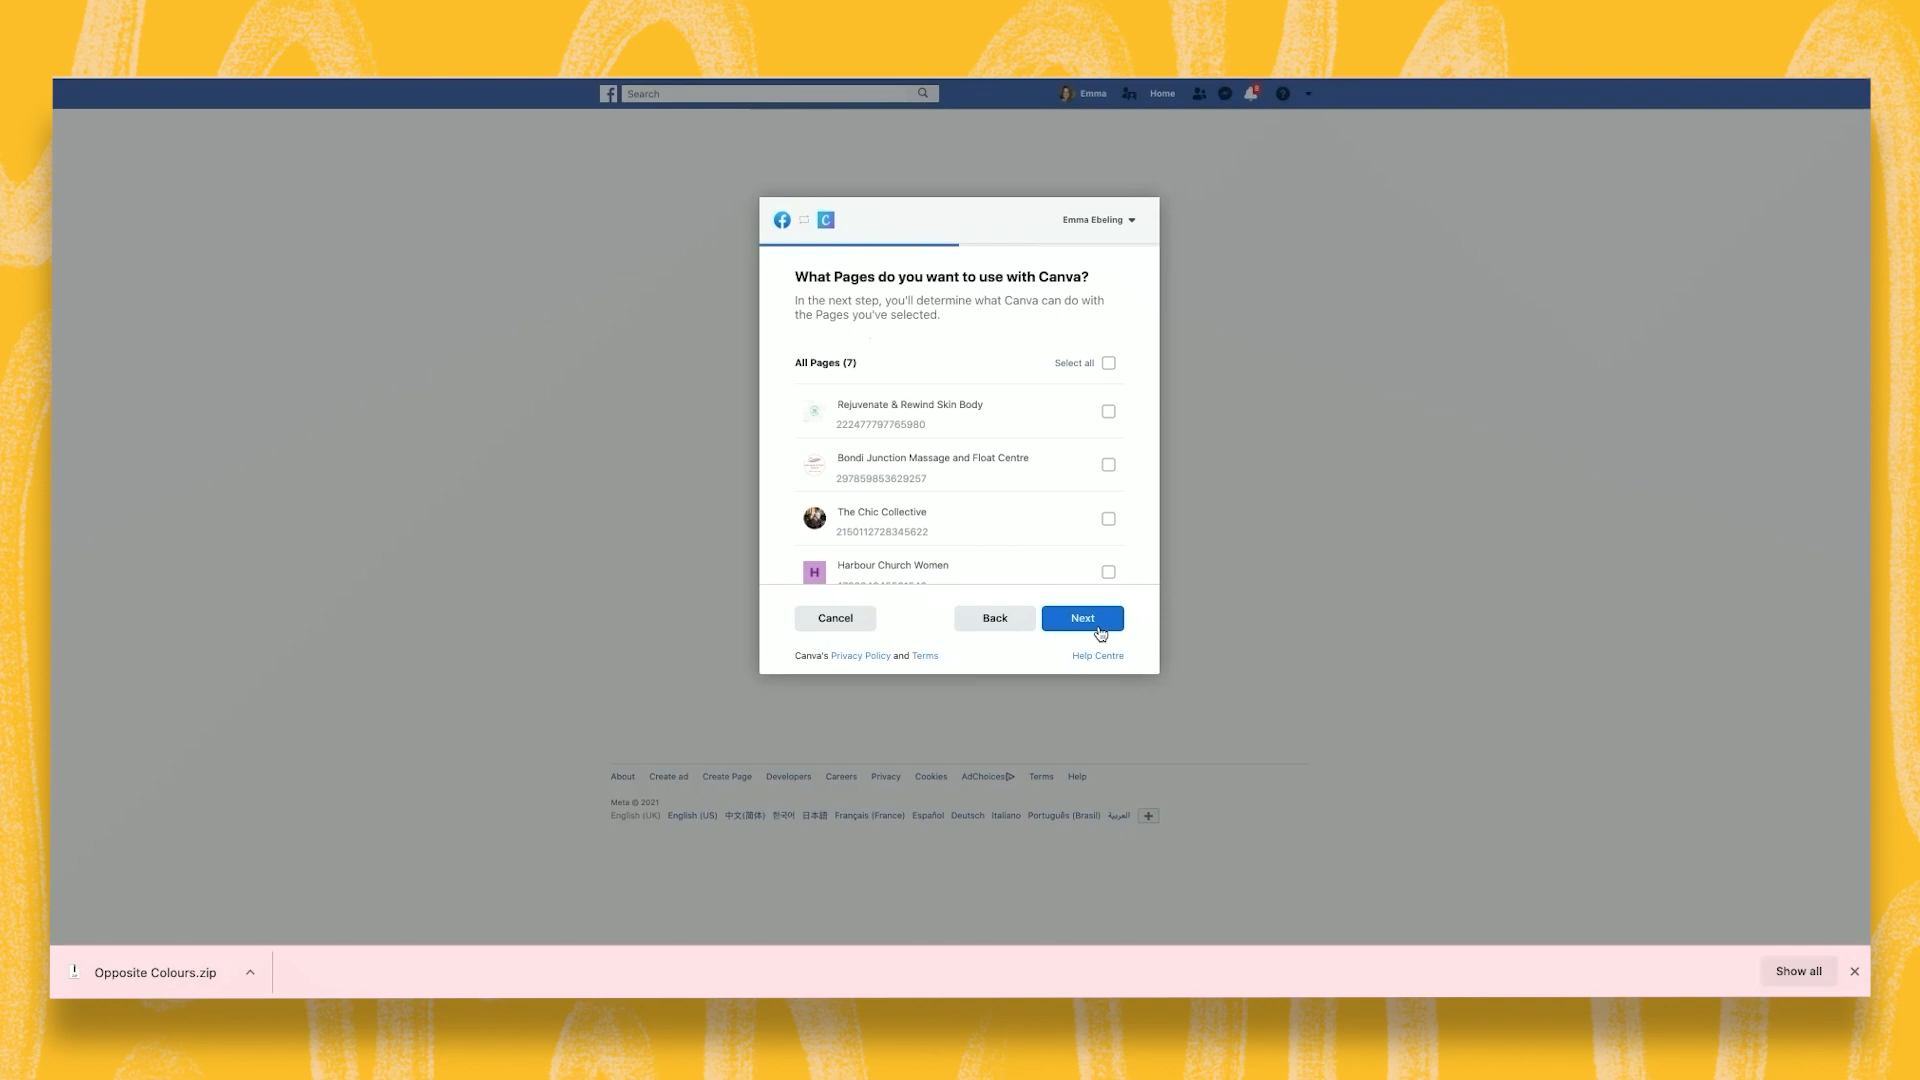 Search
Emma
Home
Emma Ebeling
What Pages do you want to use with Canva?
In the next step, you'll determine what Canva can do with
the Pages you've selected.
All Pages (7)
Select all
Rejuvenate & Rewind Skin Body
222477797765980
Bondi Junction Massage and Float Centre
297859853629257
The Chic Collective
2150112728345622
H
Harbour Church Women
Cancel
Back
Next
Canva's Privacy Policy and Terms
Help Centre
About Create ad Create Page Developers Careers Privacy Cookies AdChoices Terms Help
Meta © 2021
English (UK) English (US) 中文(简体) 한국어 日本語 Français (France) Español Deutsch Italiano Português (Brasil) العربية
Opposite Colours.zip
Show all